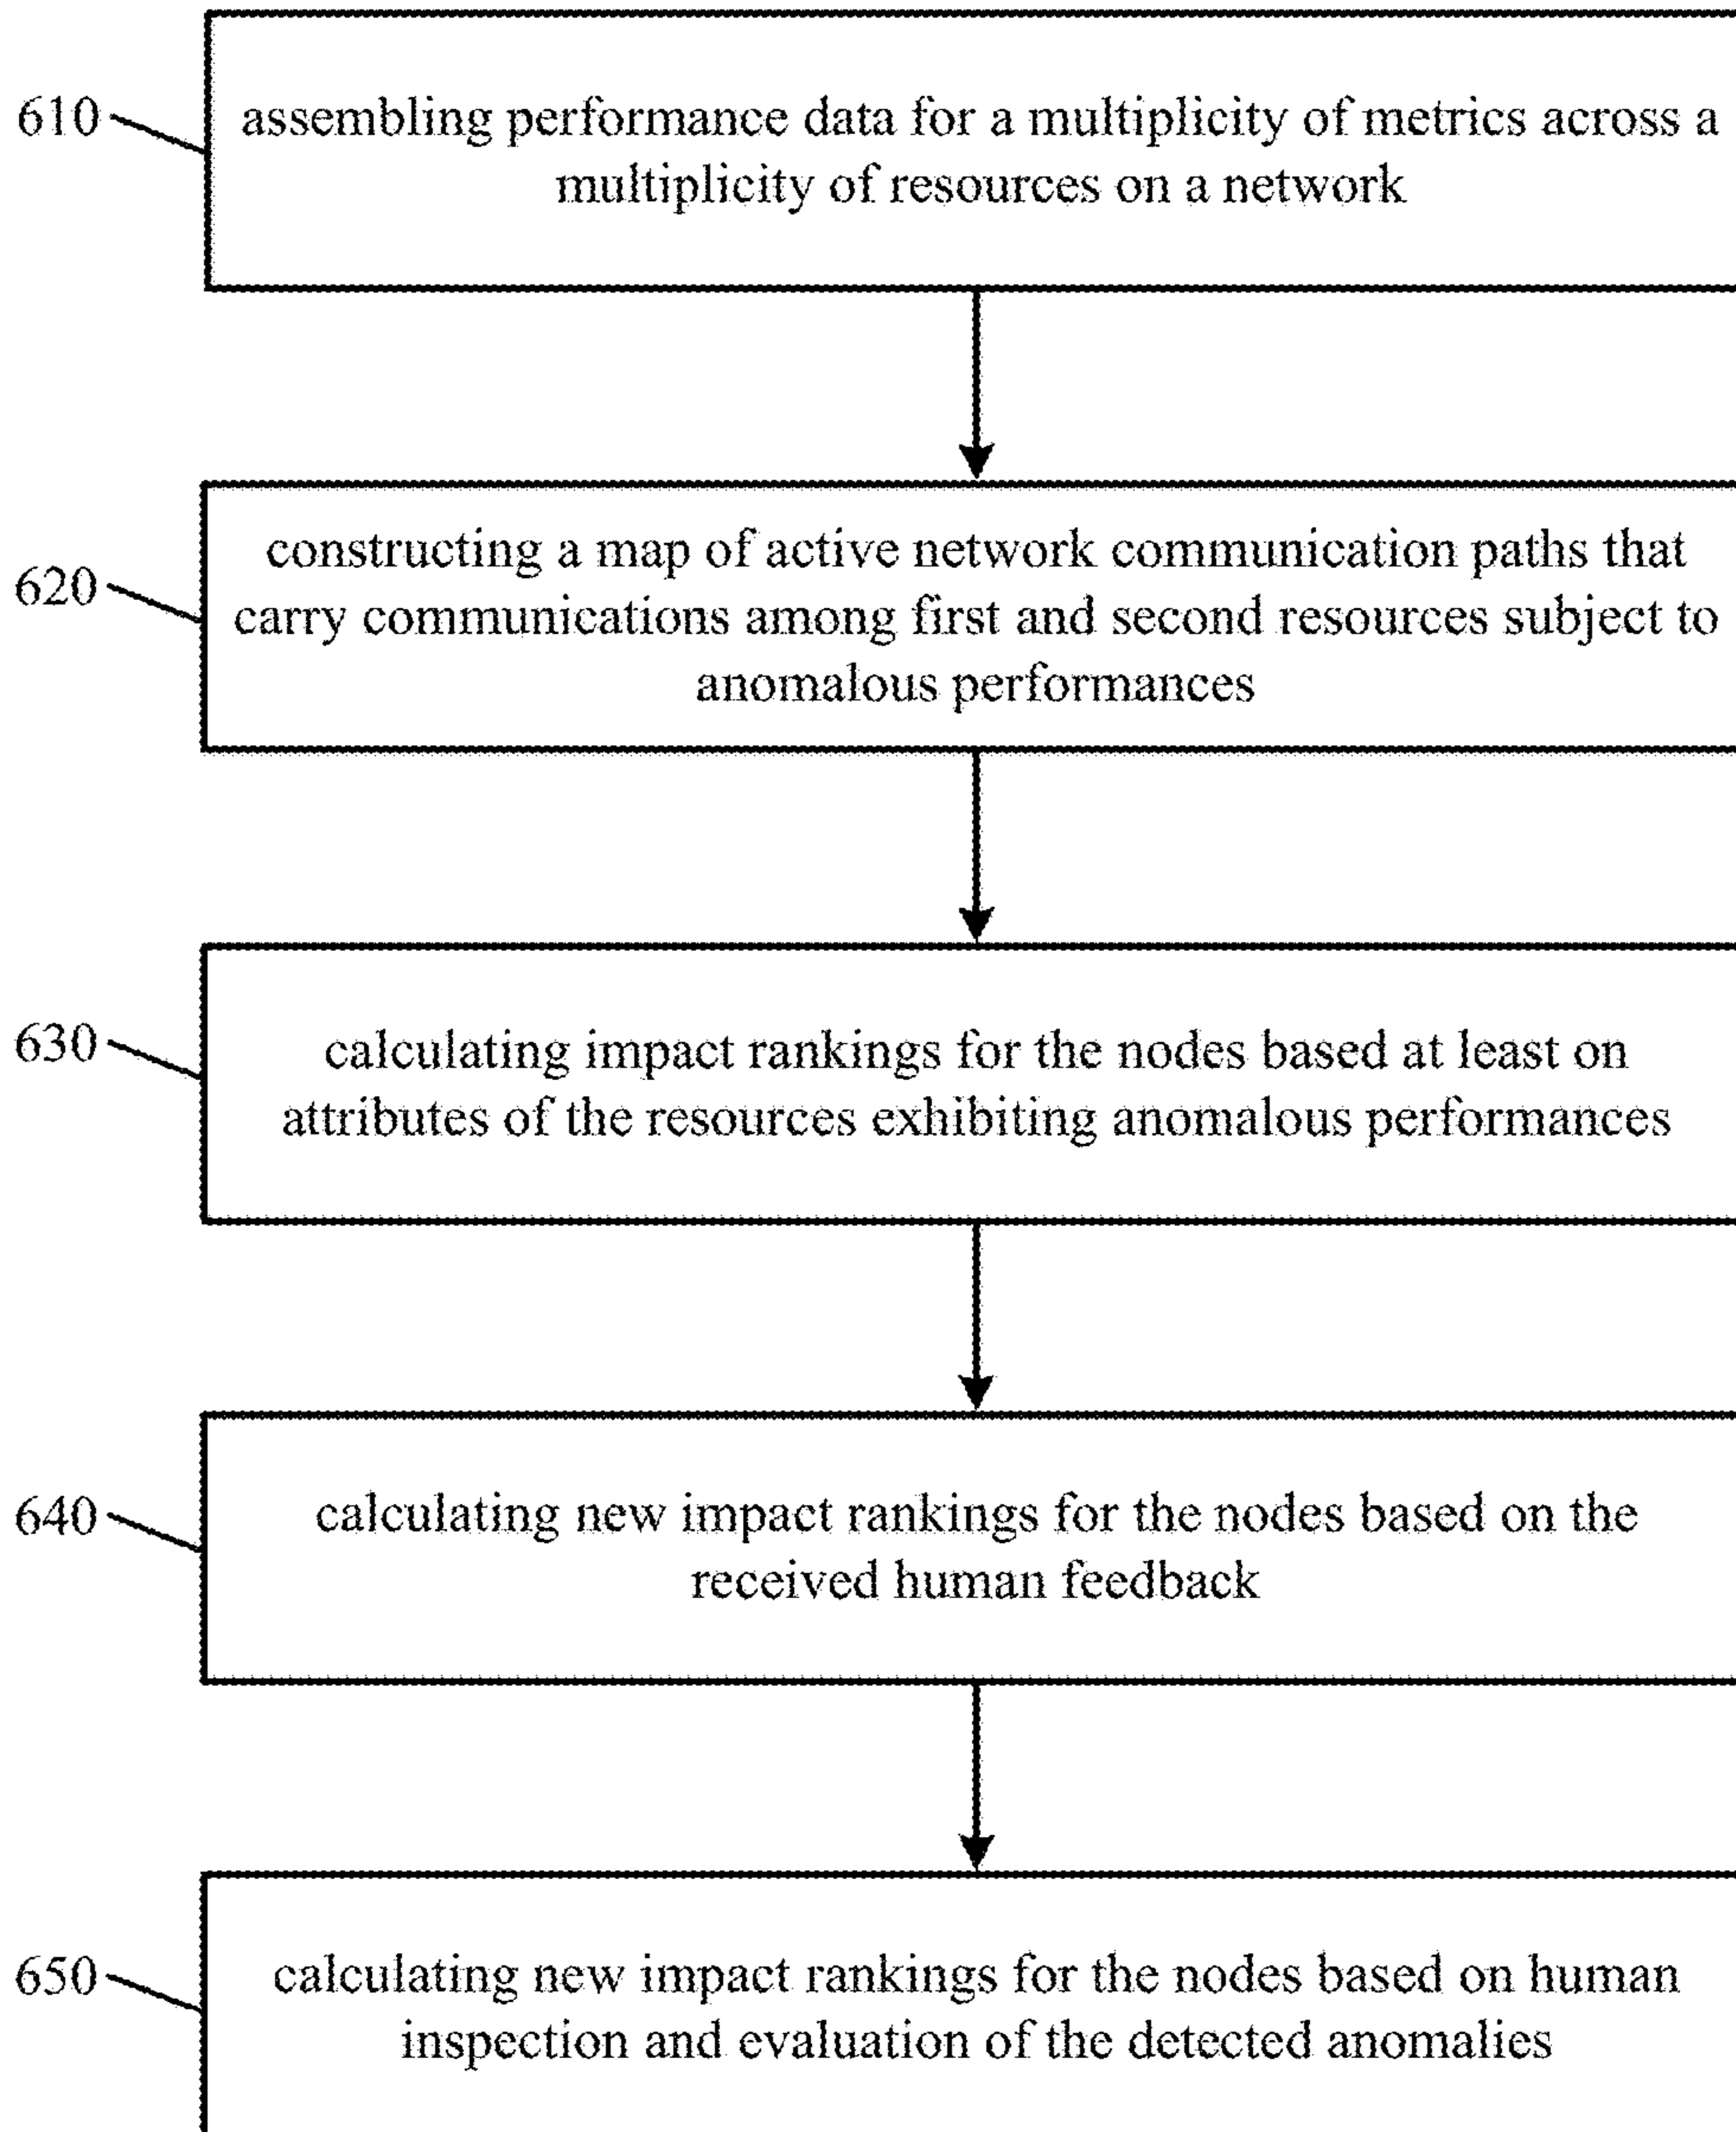 610
assembling performance data for a multiplicity of metrics across a
multiplicity of resources on a network
620
constructing a map of active network communication paths that
carry communications among first and second resources subject to
anomalous performances
630
calculating impact rankings for the nodes based at least on
attributes of the resources exhibiting anomalous performances
640
calculating new impact rankings for the nodes based on the
received human feedback
650
calculating new impact rankings for the nodes based on human
inspection and evaluation of the detected anomalies